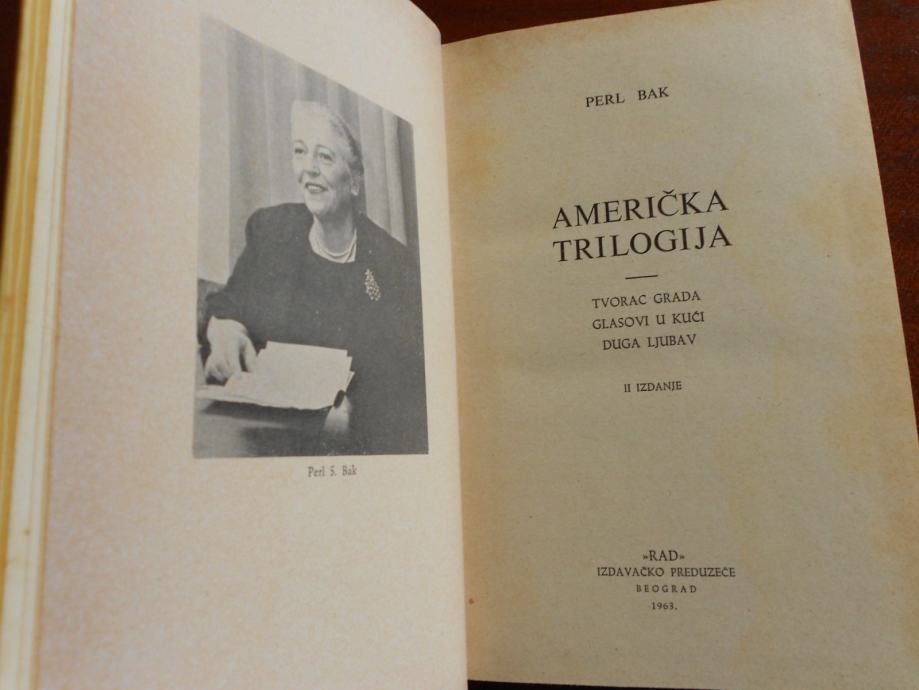 Perl S. Bak
PERL BAK
AMERIČKA
TRILOGIJA
TVORAC GRADA
GLASOVI U KUĆI
DUGA LJUBAV
II IZDANJE
»RAD»
IZDAVAČKO PREDUZEĆE
BEOGRAD
1963.